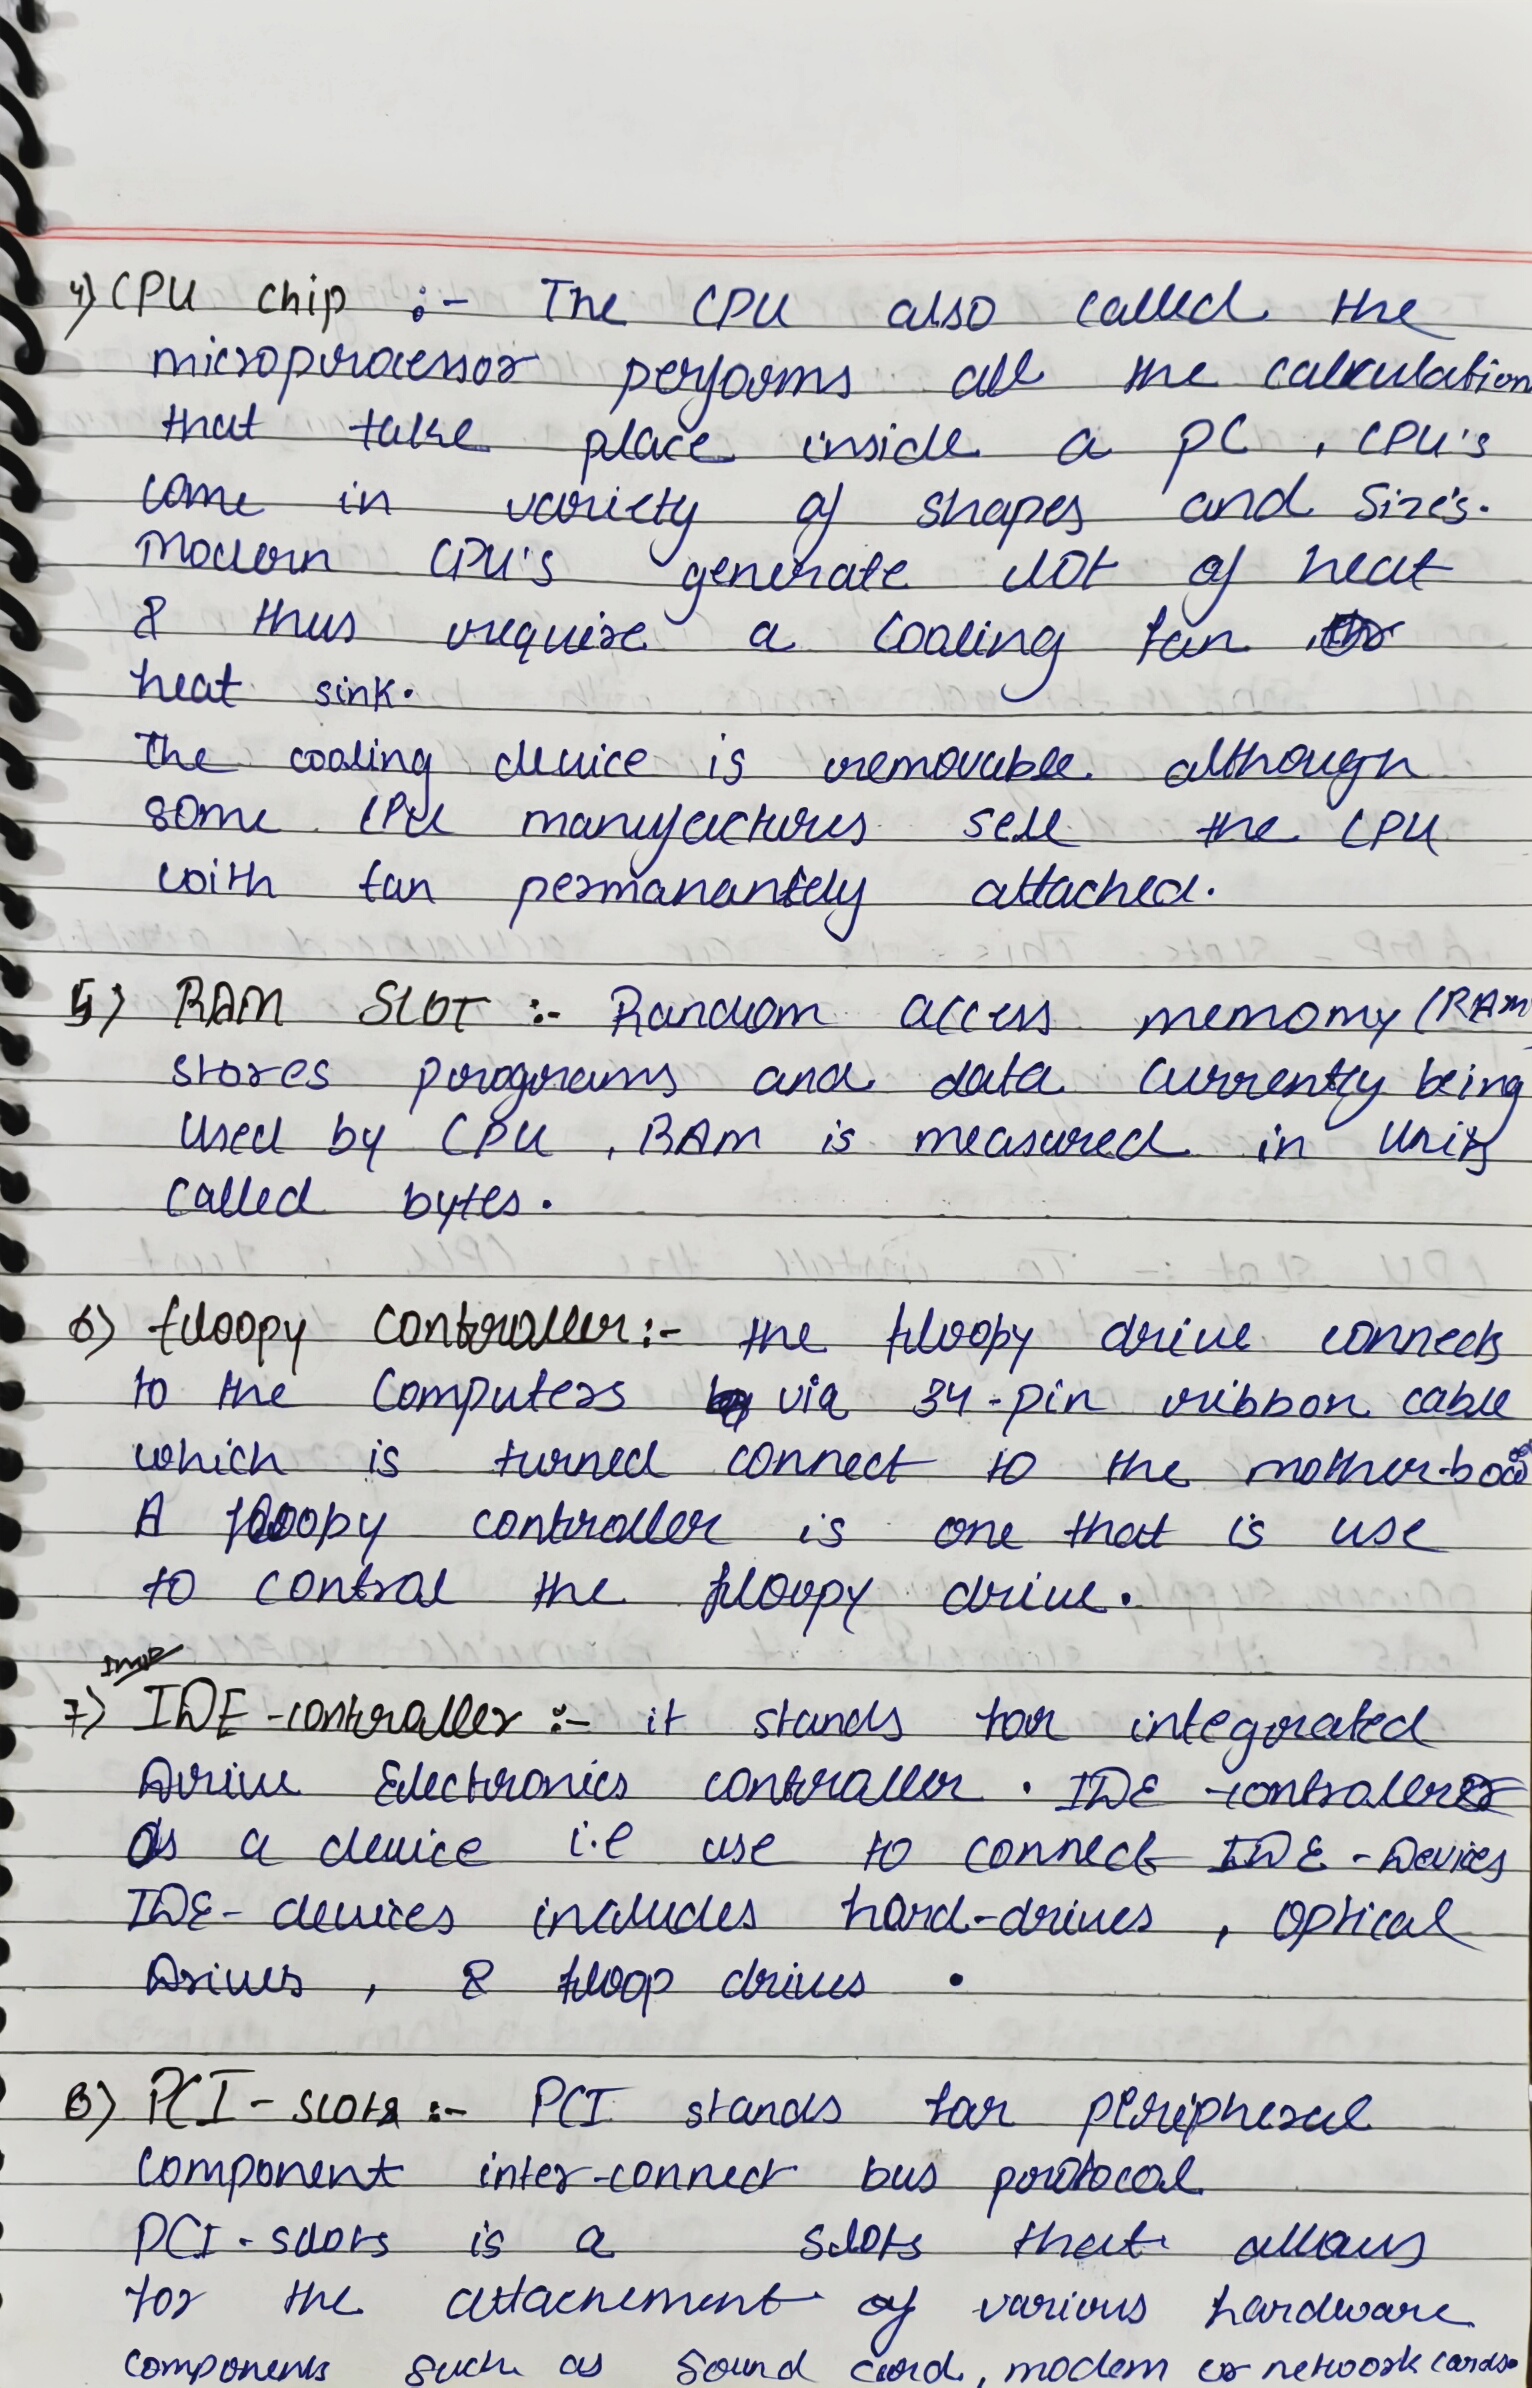 4) CPU chip :- The CPU also called the
microprocessor performs all the calculation
that take place inside a PC , CPU's
come in variety of shapes and Size's.
Modern CPU's generate lot of heat
& thus require a cooling fan or
heat sink.
The cooling device is removable although
some CPU manufactures sell the CPU
with fan permanantely attached.
5) RAM SLOT :- Random access memomy (RAM)
stores programs and data currently being
used by CPU , RAM is measured in Units
called bytes.
6) floopy controller:- the floopy drive connects
to the Computers via 34-pin ribbon cable
which is turned connect to the mother-board
A floopy controller is one that is use
to control the floopy drive.
Imp
7) IDE-controller :- it stands for integrated
Drive Electronics controller . IDE -controller
is a device i.e use to connect IDE - Devices
IDE- devices includes hard-drives , optical
Drives , & floop drives .
8) PCI - slots :- PCI stands for peripheral
component inter-connect bus protocol
PCI - slots is a slots that allows
for the attachement of various hardware
components such as sound card, modem or network cards.